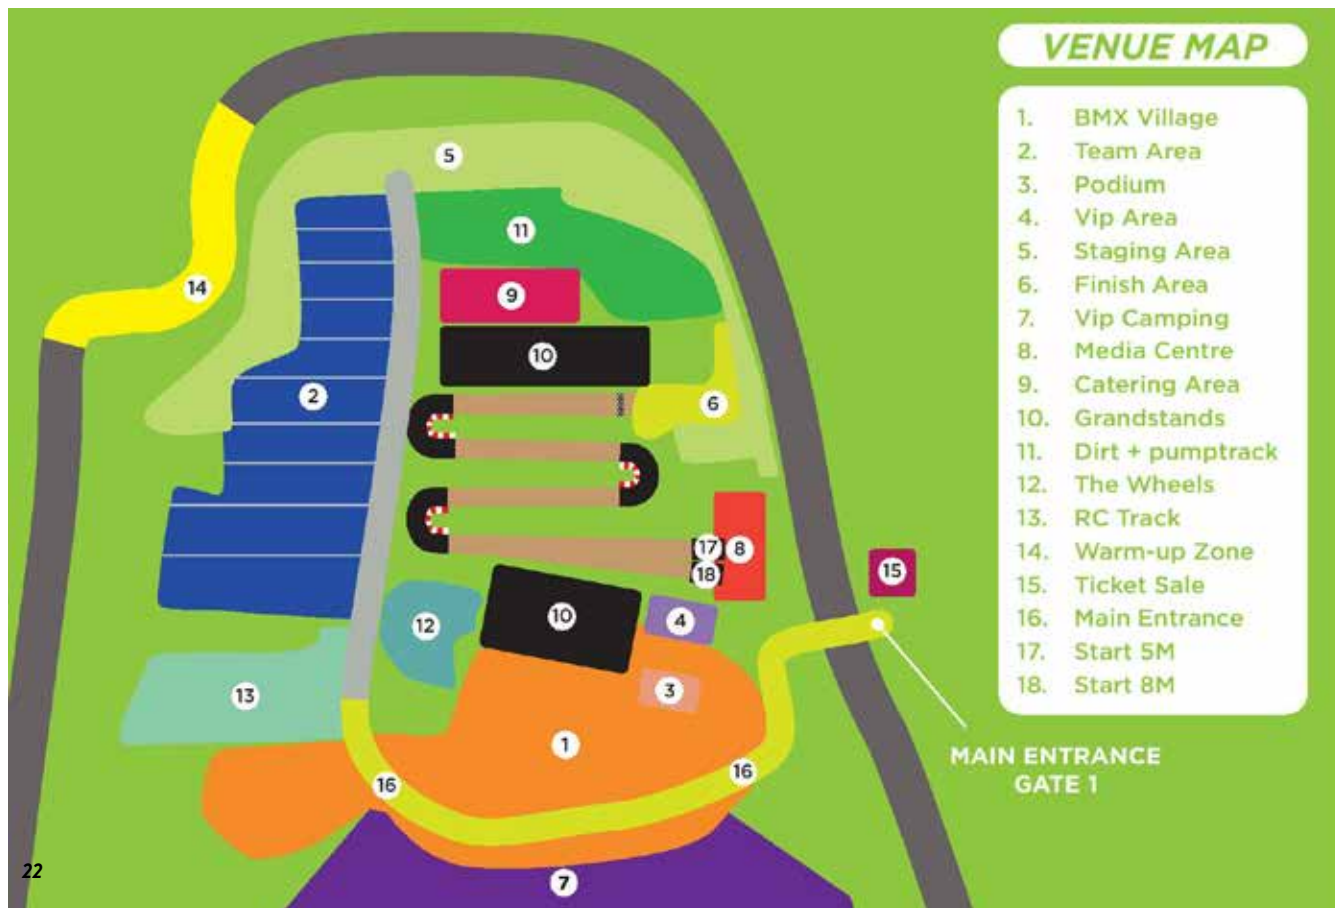 VENUE MAP
1. BMX Village
2. Team Area
3. Podium
4. Vip Area
5. Staging Area
6. Finish Area
7. Vip Camping
8. Media Centre
9. Catering Area
10. Grandstands
11. Dirt + pumptrack
12. The Wheels
13. RC Track
14. Warm-up Zone
15. Ticket Sale
16. Main Entrance
17. Start 5M
18. Start 8M
5
11
14
9
10
2
6
17 8
18
15
10
4
12
3
13
1
16
16
MAIN ENTRANCE
GATE 1
7
22